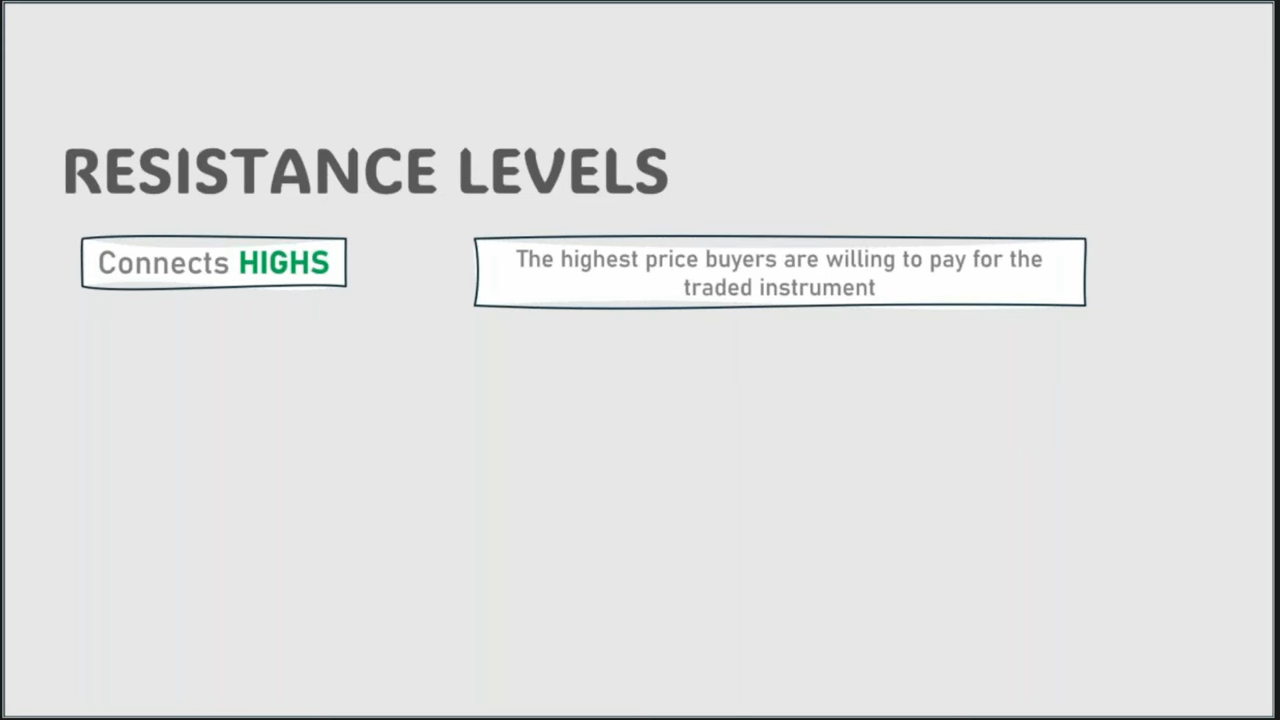 RESISTANCE LEVELS
Connects HIGHS
The highest price buyers are willing to pay for the
traded instrument